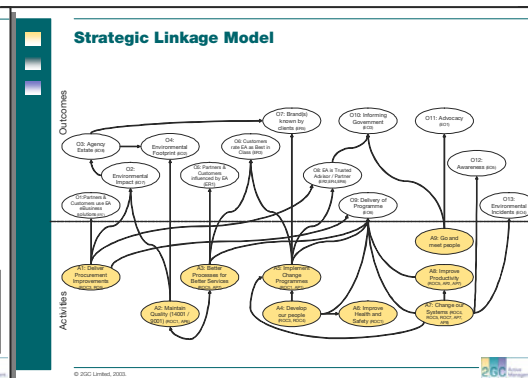 Strategic Linkage Model
Outcomes
Activities
O7: Brand(s)
known by
clients
O10: Informing
Government
O11: Advocacy
O3: Agency
Estate
O4:
Environmental
Footprint
O6: Customers
rate EA as Best in
Class
O12:
Awareness
O2:
Environmental
Impact
O5: Partners &
Customers
influenced by EA
(ER1)
O8: EA is Trusted
Advisor / Partner
O1: Partners &
Customers use EA
eBusiness
solutions
O9: Delivery of
Programme
O13:
Environmental
Incidents
A9: Go and
meet people
A1: Deliver
Procurement
Improvements
A3: Better
Processes for
Better Services
A5: Implement
Change
Programmes
A8: Improve
Productivity
A2: Maintain
Quality (14001 /
9001)
A4: Develop
our people
A6: Improve
Health and
Safety
A7: Change our
Systems
© 2GC Limited, 2003.
2GC Active
Management